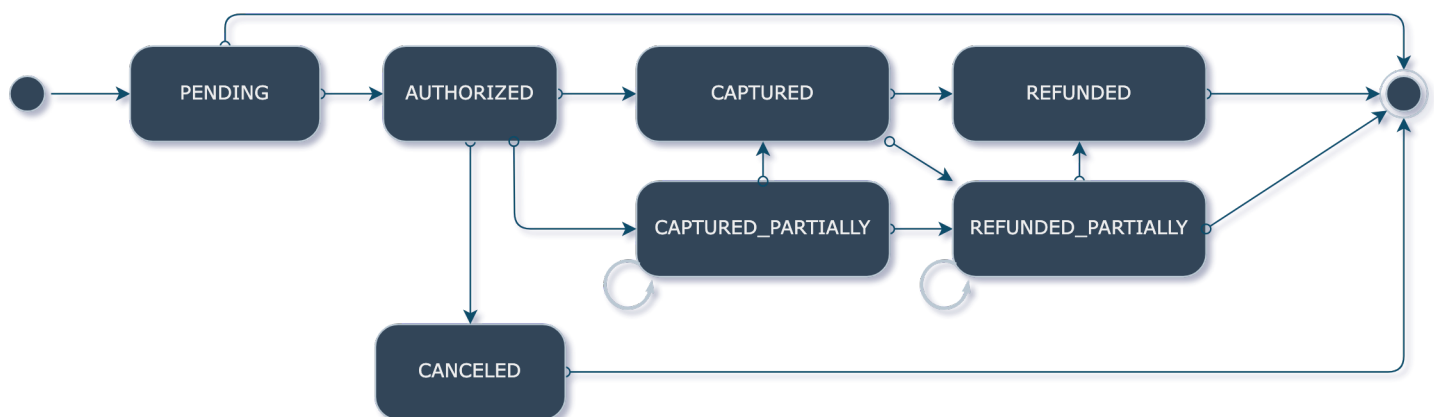 PENDING
AUTHORIZED
CAPTURED
REFUNDED
CAPTURED_PARTIALLY
REFUNDED_PARTIALLY
CANCELED